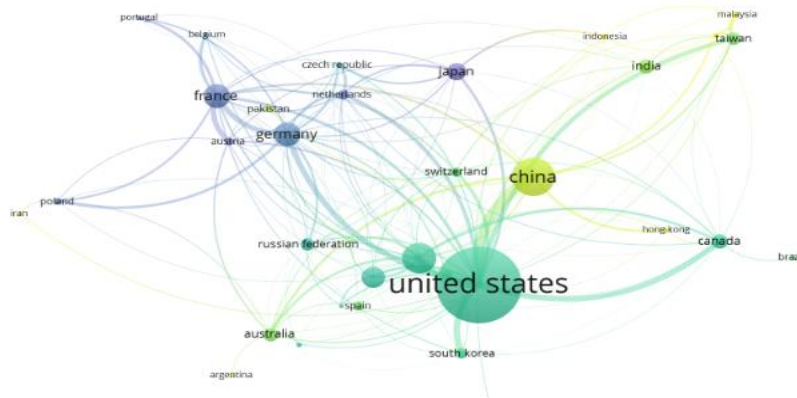 portugal
malaysia
belgium
indonesia
taiwan
czech republic
india
japan
france
netherlands
pakistan
germany
austria
switzerland
china
poland
iran
hong kong
russian federation
canada
braz
united states
spain
australia
south korea
argentina